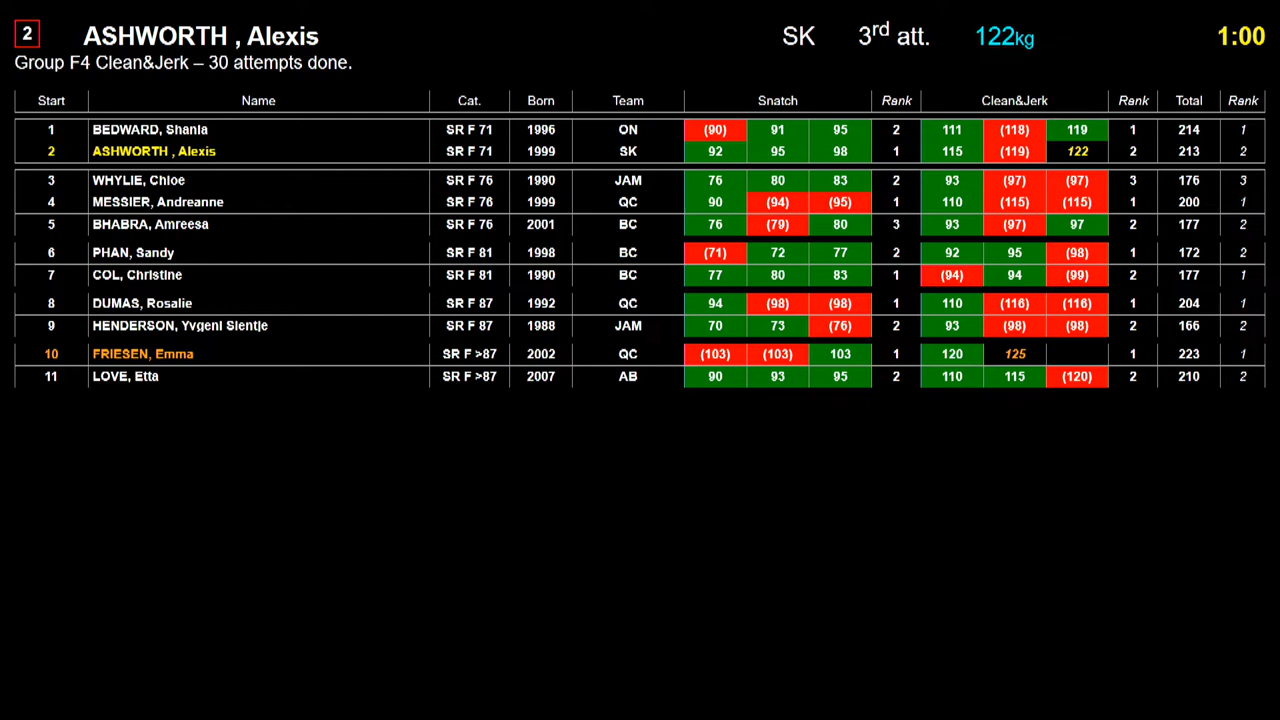 2 ASHWORTH , Alexis SK 3rd att. 122kg 1:00
Group F4 Clean&Jerk – 30 attempts done.
Start Name Cat. Born Team Snatch Rank Clean&Jerk Rank Total Rank
1 BEDWARD, Shania SR F 71 1996 ON (90) 91 95 2 111 (118) 119 1 214 1
2 ASHWORTH , Alexis SR F 71 1999 SK 92 95 98 1 115 (119) 122 2 213 2
3 WHYLIE, Chloe SR F 76 1990 JAM 76 80 83 2 93 (97) (97) 3 176 3
4 MESSIER, Andreanne SR F 76 1999 QC 90 (94) (95) 1 110 (115) (115) 1 200 1
5 BHABRA, Amreesa SR F 76 2001 BC 76 (79) 80 3 93 (97) 97 2 177 2
6 PHAN, Sandy SR F 81 1998 BC (71) 72 77 2 92 95 (98) 1 172 2
7 COL, Christine SR F 81 1990 BC 77 80 83 1 (94) 94 (99) 2 177 1
8 DUMAS, Rosalie SR F 87 1992 QC 94 (98) (98) 1 110 (116) (116) 1 204 1
9 HENDERSON, Yvgeni Sientje SR F 87 1988 JAM 70 73 (76) 2 93 (98) (98) 2 166 2
10 FRIESEN, Emma SR F >87 2002 QC (103) (103) 103 1 120 125 1 223 1
11 LOVE, Etta SR F >87 2007 AB 90 93 95 2 110 115 (120) 2 210 2